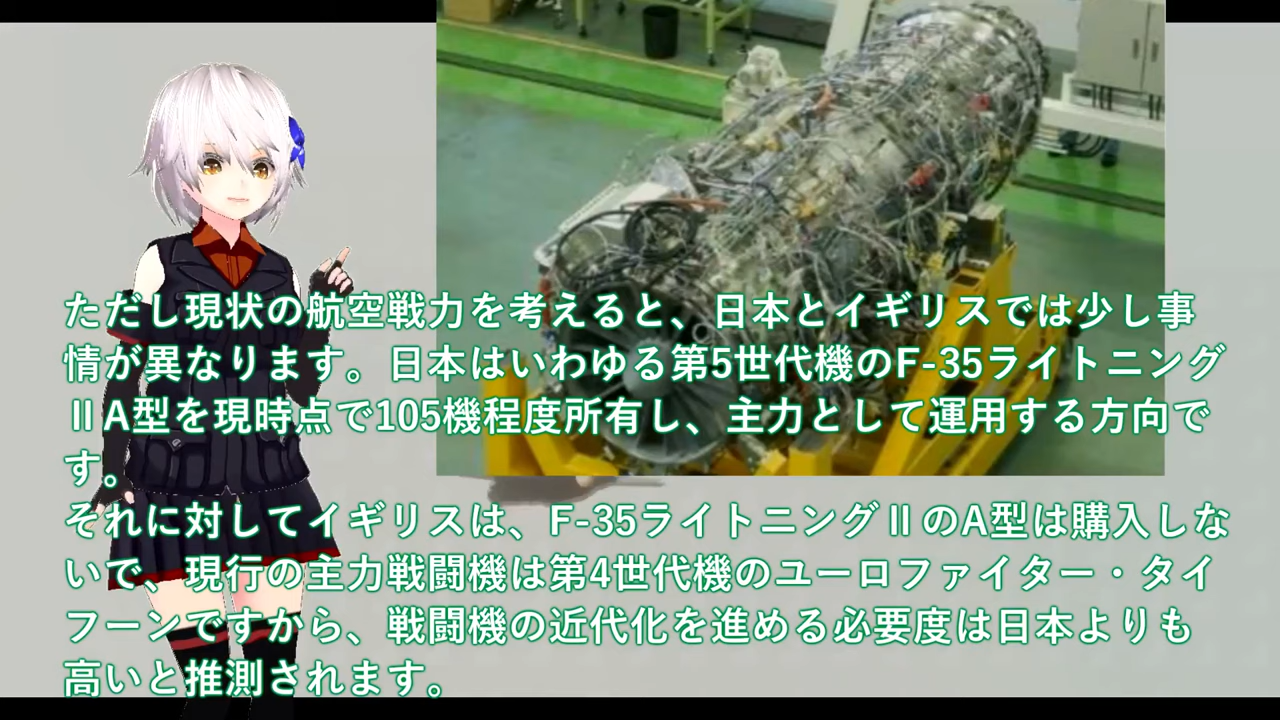 ただし現状の航空戦力を考えると、日本とイギリスでは少し事
情が異なります。日本はいわゆる第5世代機のF-35ライトニング
ⅡA型を現時点で105機程度所有し、主力として運用する方向で
す。
それに対してイギリスは、F-35ライトニングⅡのA型は購入しな
いで、現行の主力戦闘機は第4世代機のユーロファイター・タイ
フーンですから、戦闘機の近代化を進める必要度は日本よりも
高いと推測されます。